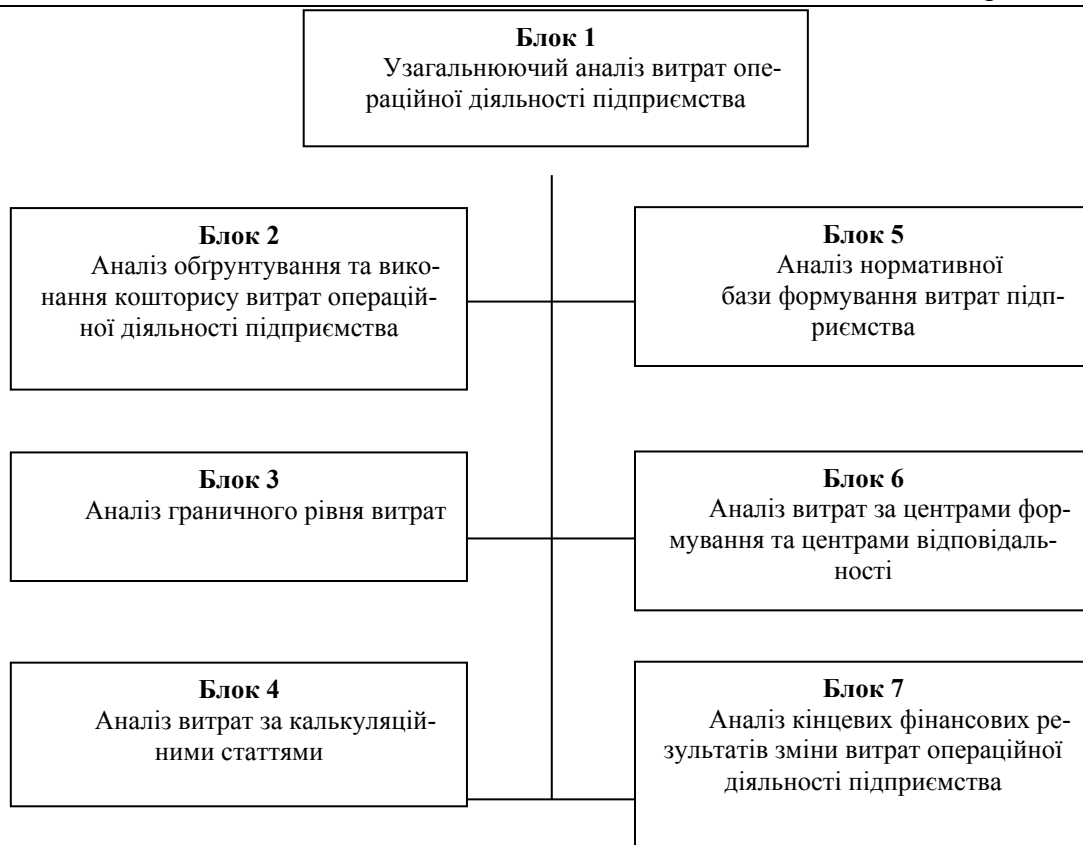 Блок 1
Узагальнюючий аналіз витрат опе-
раційної діяльності підприємства
Блок 2
Аналіз обґрунтування та вико-
нання кошторису витрат операцій-
ної діяльності підприємства
Блок 5
Аналіз нормативної
бази формування витрат підп-
риємства
Блок 3
Аналіз граничного рівня витрат
Блок 6
Аналіз витрат за центрами фор-
мування та центрами відповідаль-
ності
Блок 4
Аналіз витрат за калькуляцій-
ними статтями
Блок 7
Аналіз кінцевих фінансових ре-
зультатів зміни витрат операційної
діяльності підприємства